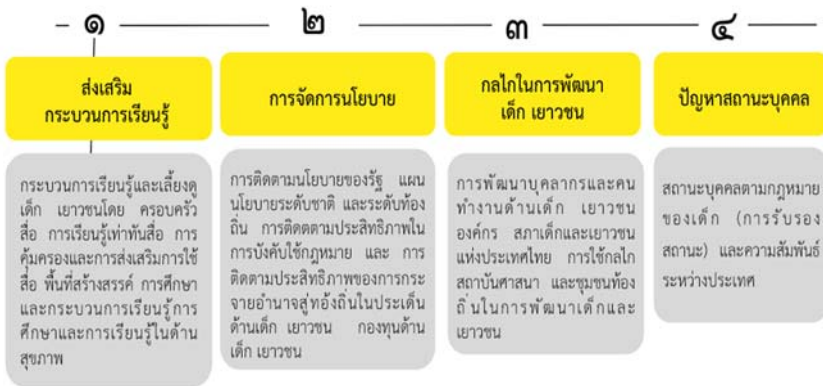 ๑
ส่งเสริม
กระบวนการเรียนรู้
กระบวนการเรียนรู้และเลี้ยงดู
เด็ก เยาวชนโดย ครอบครัว
สื่อ การเรียนรู้เท่าทันสื่อ การ
คุ้มครองและการส่งเสริมการใช้
สื่อ พื้นที่สร้างสรรค์ การศึกษา
และกระบวนการเรียนรู้การ
ศึกษาและการเรียนรู้ในด้าน
สุขภาพ
๒
การจัดการนโยบาย
การติดตามนโยบายของรัฐ แผน
นโยบายระดับชาติ และระดับท้อง
ถิ่น การติดตตามประสิทธิภาพใน
การบังคับใช้กฎหมาย และ การ
ติดตามประสิทธิภาพของการกระ
จายอำนาจสู่ทอ้งถิ่นในประเด็น
ด้านเด็ก เยาวชน กองทุนด้าน
เด็ก เยาวชน
๓
กลไกในการพัฒนา
เด็ก เยาวชน
การพัฒนาบุคลากรและคน
ทำงานด้านเด็ก เยาวชน
องค์กร สภาเด็กและเยาวชน
แห่งประเทศไทย การใช้กลไก
สถาบันศาสนา และชุมชนท้อง
ถิ่นในการพัฒนาเด็กและ
เยาวชน
๔
ปัญหาสถานะบุคคล
สถานะบุคคลตามกฎหมาย
ของเด็ก (การรับรอง
สถานะ) และความสัมพันธ์
ระหว่างประเทศ